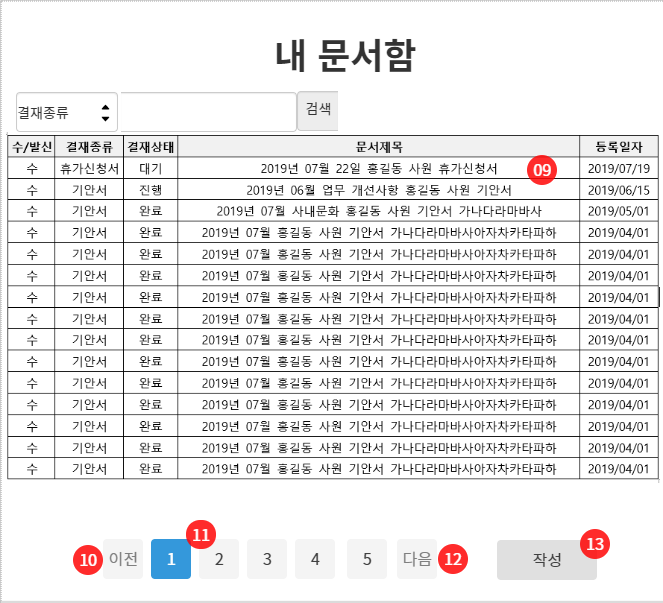 내 문서함
결재종류 검색
수/발신 결재종류 결재상태 문서제목 등록일자
수 휴가신청서 대기 2019년 07월 22일 홍길동 사원 휴가신청서 09 2019/07/19
수 기안서 진행 2019년 06월 업무 개선사항 홍길동 사원 기안서 2019/06/15
수 기안서 완료 2019년 07월 사내문화 홍길동 사원 기안서 가나다라마바사 2019/05/01
수 기안서 완료 2019년 07월 홍길동 사원 기안서 가나다라마바사아자차카타파하 2019/04/01
수 기안서 완료 2019년 07월 홍길동 사원 기안서 가나다라마바사아자차카타파하 2019/04/01
수 기안서 완료 2019년 07월 홍길동 사원 기안서 가나다라마바사아자차카타파하 2019/04/01
수 기안서 완료 2019년 07월 홍길동 사원 기안서 가나다라마바사아자차카타파하 2019/04/01
수 기안서 완료 2019년 07월 홍길동 사원 기안서 가나다라마바사아자차카타파하 2019/04/01
수 기안서 완료 2019년 07월 홍길동 사원 기안서 가나다라마바사아자차카타파하 2019/04/01
수 기안서 완료 2019년 07월 홍길동 사원 기안서 가나다라마바사아자차카타파하 2019/04/01
수 기안서 완료 2019년 07월 홍길동 사원 기안서 가나다라마바사아자차카타파하 2019/04/01
수 기안서 완료 2019년 07월 홍길동 사원 기안서 가나다라마바사아자차카타파하 2019/04/01
수 기안서 완료 2019년 07월 홍길동 사원 기안서 가나다라마바사아자차카타파하 2019/04/01
수 기안서 완료 2019년 07월 홍길동 사원 기안서 가나다라마바사아자차카타파하 2019/04/01
수 기안서 완료 2019년 07월 홍길동 사원 기안서 가나다라마바사아자차카타파하 2019/04/01
10 이전 1 11 2 3 4 5 다음 12 작성 13